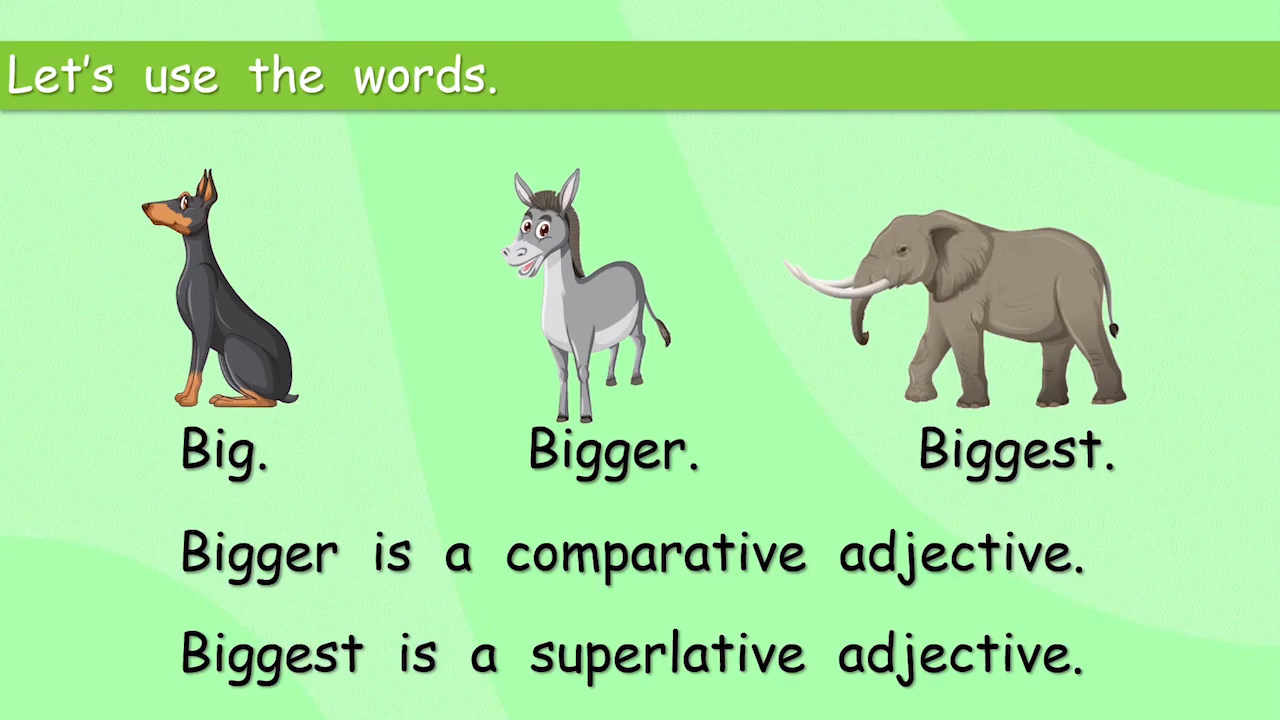 Let's use the words.
Big. Bigger. Biggest.
Bigger is a comparative adjective.
Biggest is a superlative adjective.